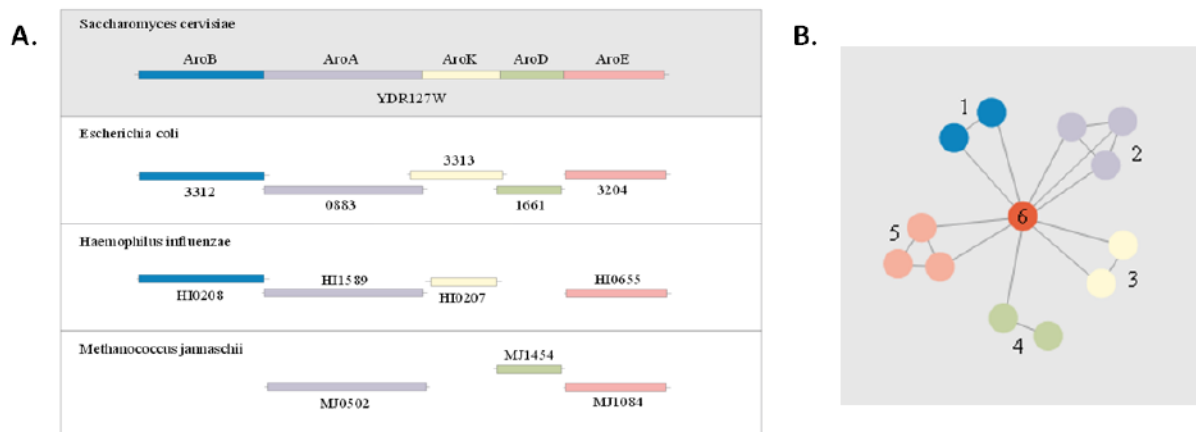 A.
Saccharomyces cervisiae
AroB AroA AroK AroD AroE
YDR127W
Escherichia coli
3313
3312 0883 1661 3204
Haemophilus influenzae
HI1589 HI0655
HI0208 HI0207
Methanococcus jannaschii
MJ1454
MJ0502 MJ1084
B.
1
2
6
5
3
4